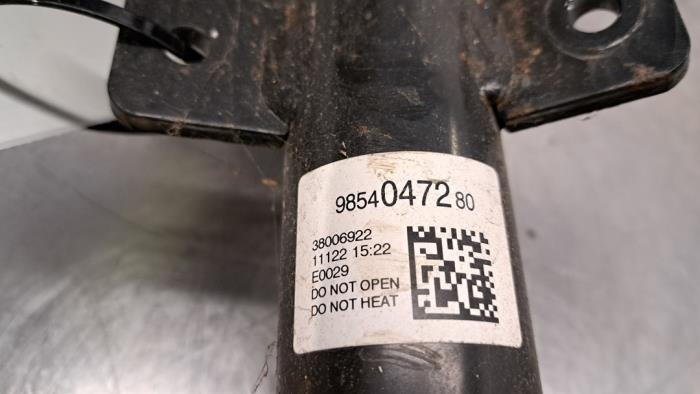 9854047280
38006922
11122 15:22
E0029
DO NOT OPEN
DO NOT HEAT